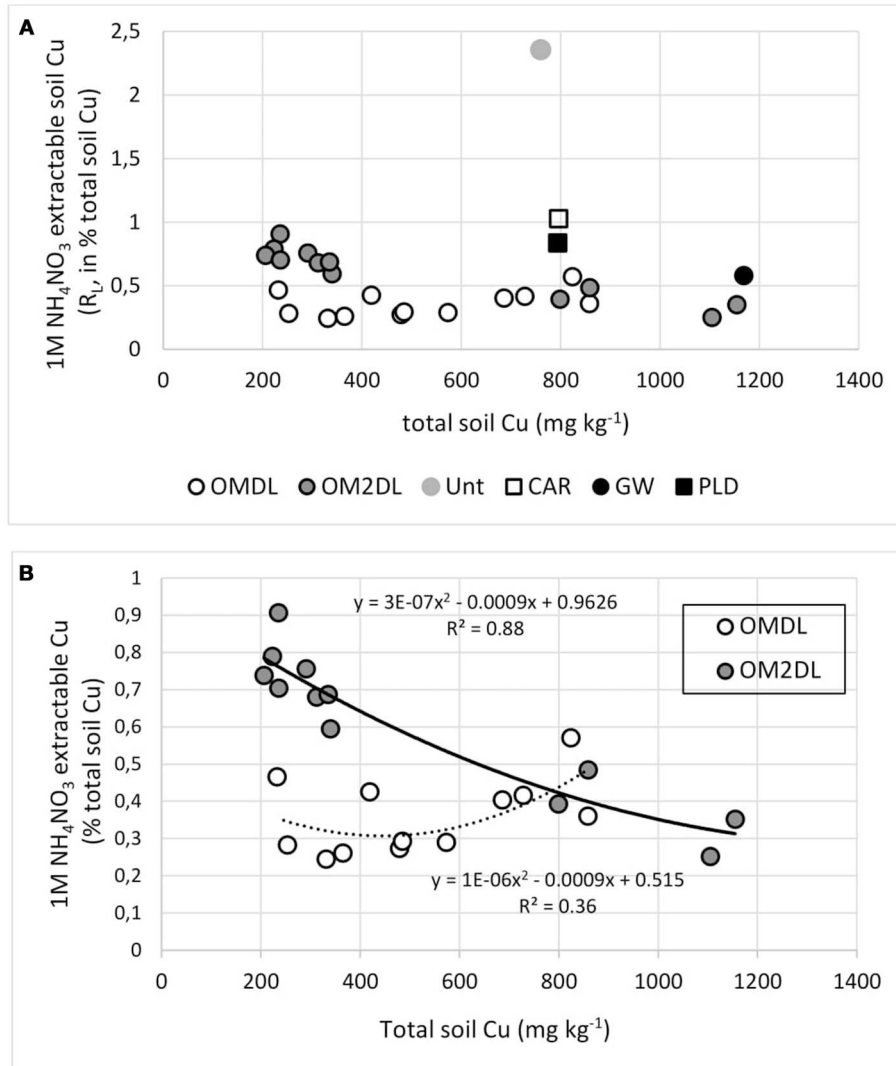 A
1M NH₄NO₃ extractable soil Cu
(R_L, in % total soil Cu)
2,5
2
1,5
1
0,5
0
0 200 400 600 800 1000 1200 1400
total soil Cu (mg kg⁻¹)
OMDL OM2DL Unt CAR GW PLD
B
1M NH₄NO₃ extractable Cu
(% total soil Cu)
1
0,9
0,8
0,7
0,6
0,5
0,4
0,3
0,2
0,1
0
y = 3E-07x² - 0.0009x + 0.9626
R² = 0.88
OMDL
OM2DL
y = 1E-06x² - 0.0009x + 0.515
R² = 0.36
0 200 400 600 800 1000 1200 1400
Total soil Cu (mg kg⁻¹)